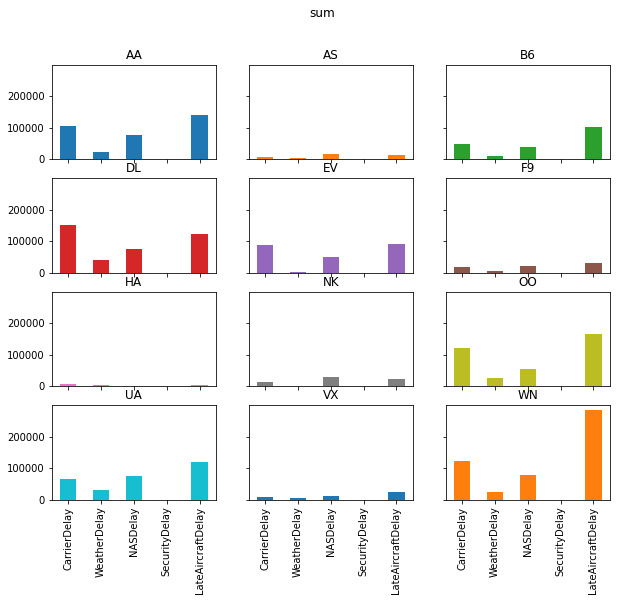 sum
AA AS B6
200000
100000
0
DL EV F9
200000
100000
0
HA NK OO
200000
100000
0
UA VX WN
200000
100000
0
CarrierDelay WeatherDelay NASDelay SecurityDelay LateAircraftDelay CarrierDelay WeatherDelay NASDelay SecurityDelay LateAircraftDelay CarrierDelay WeatherDelay NASDelay SecurityDelay LateAircraftDelay